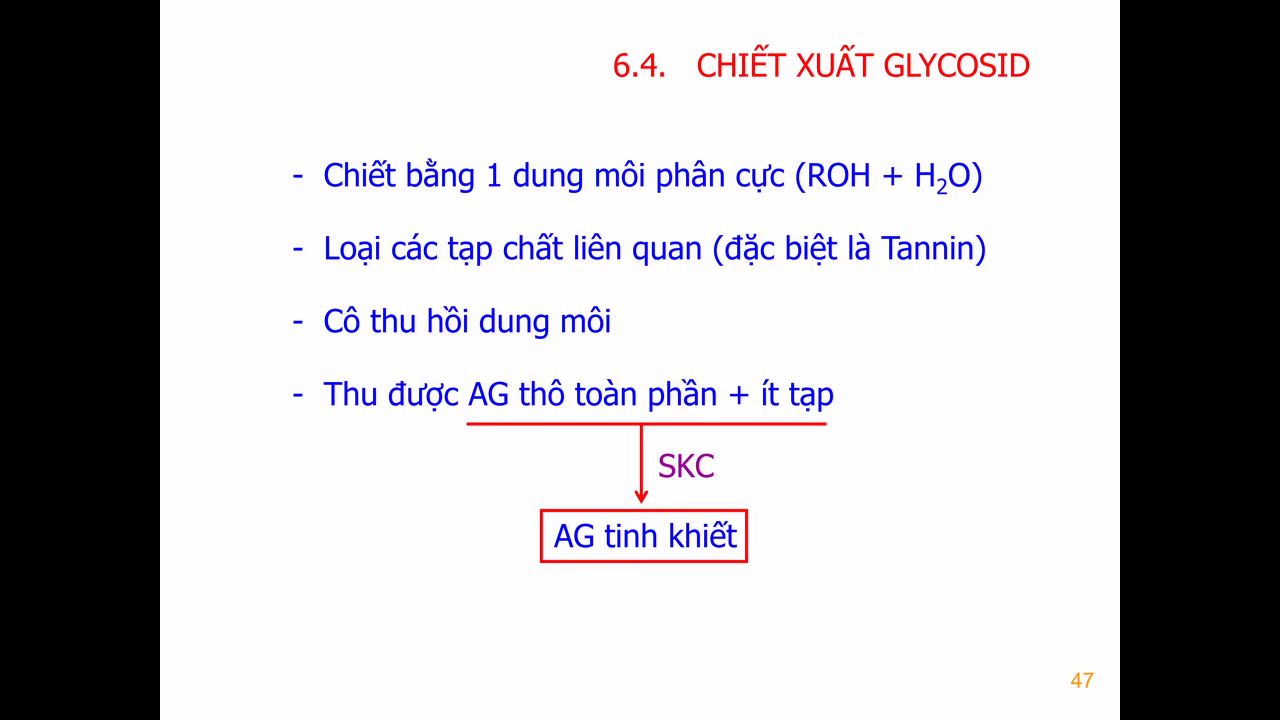 6.4. CHIẾT XUẤT GLYCOSID
- Chiết bằng 1 dung môi phân cực (ROH + H₂O)
- Loại các tạp chất liên quan (đặc biệt là Tannin)
- Cô thu hồi dung môi
- Thu được AG thô toàn phần + ít tạp
SKC
AG tinh khiết
47